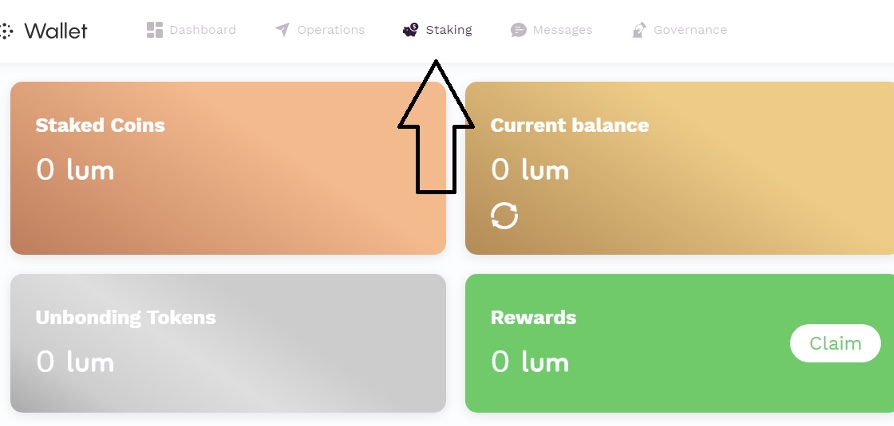 Wallet
Dashboard
Operations
Staking
Messages
Governance
Staked Coins
0 lum
Current balance
0 lum
Unbonding Tokens
0 lum
Rewards
0 lum
Claim